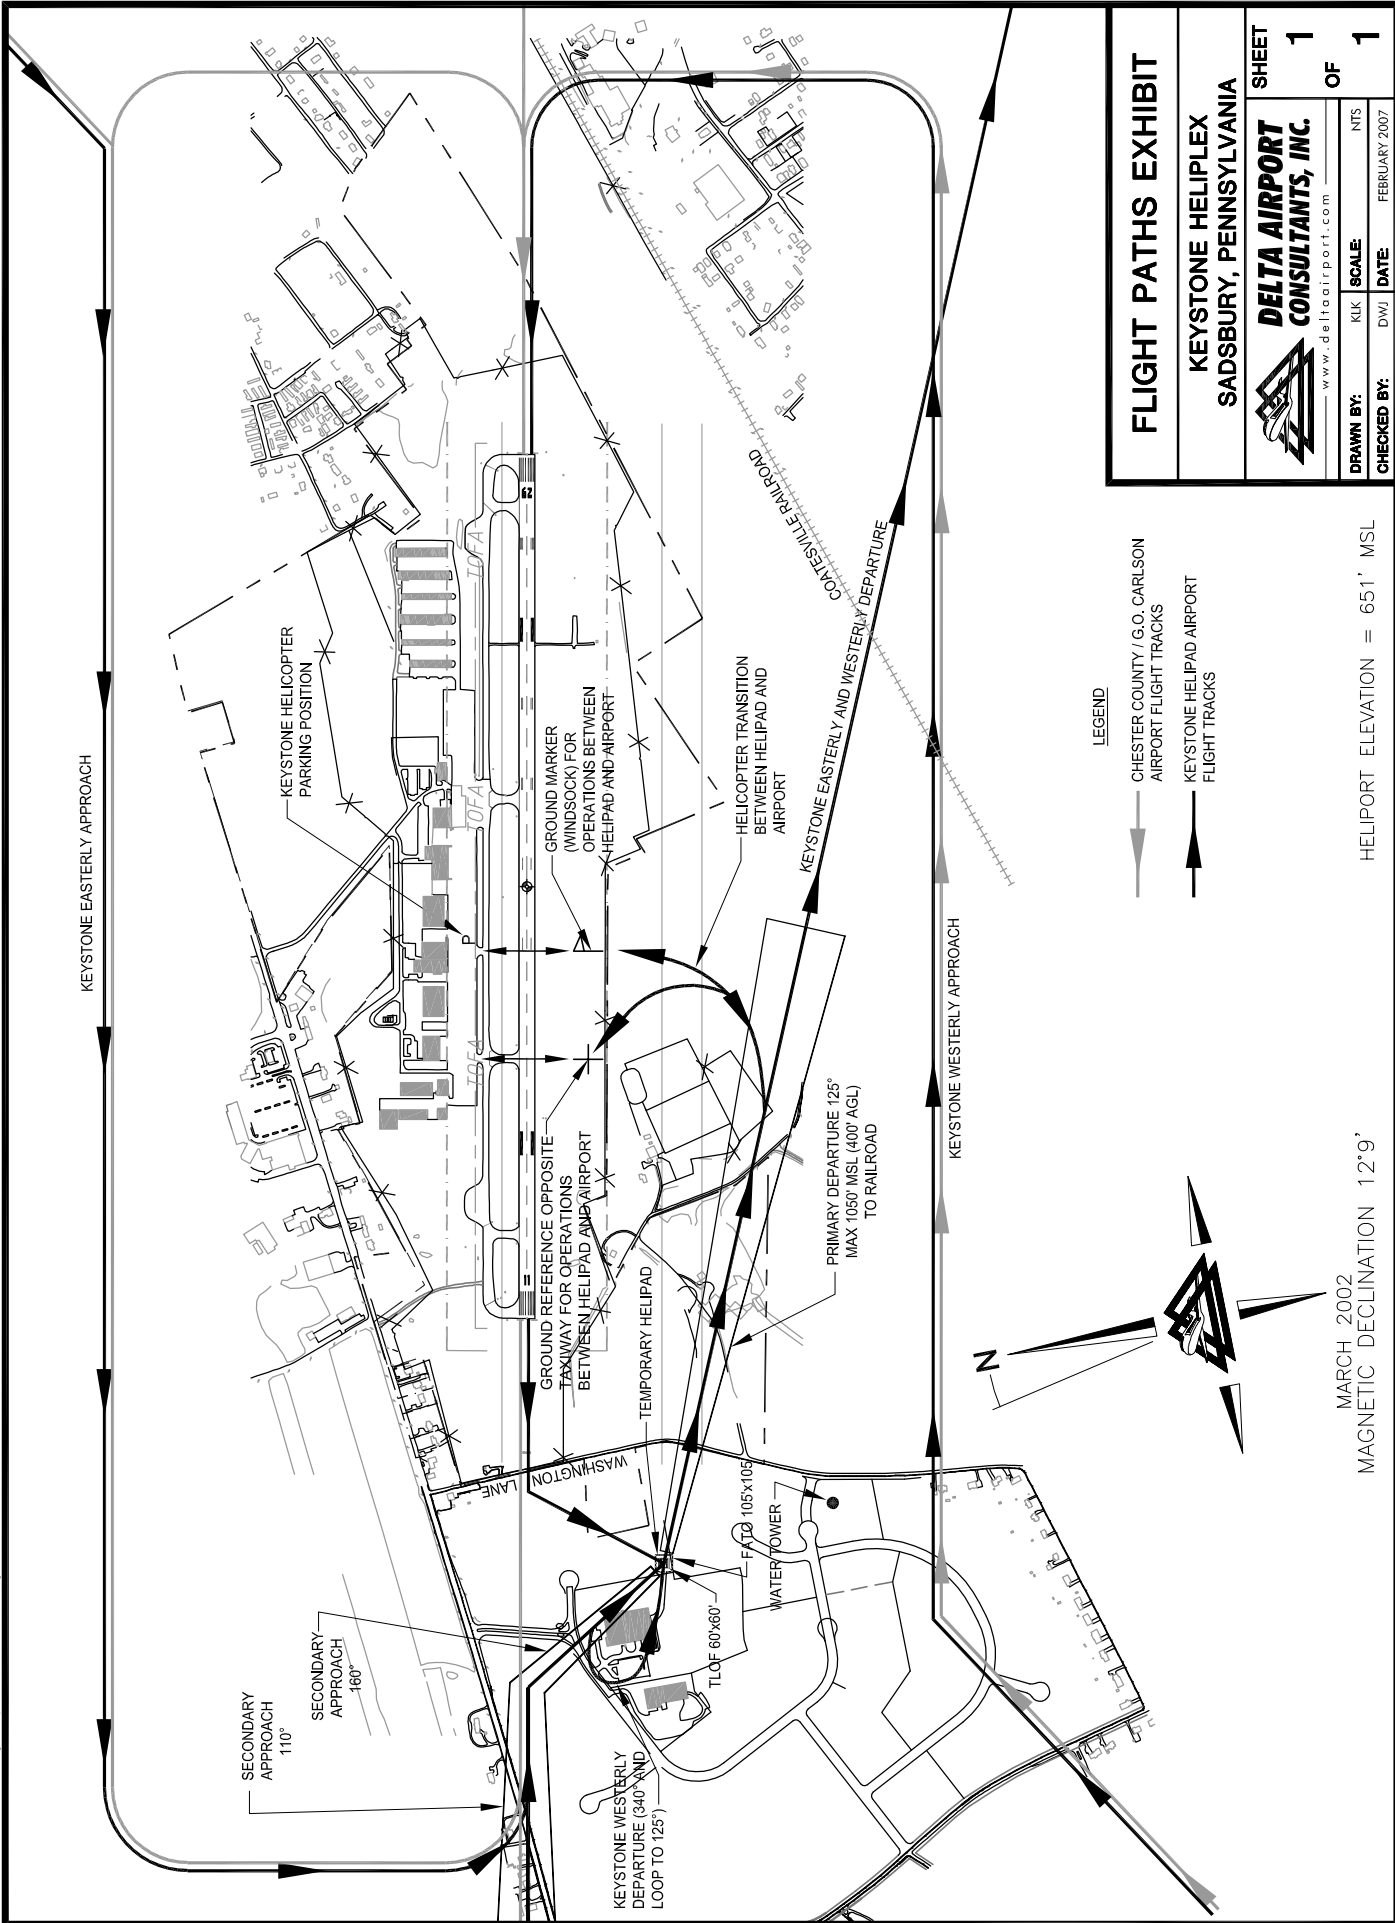 FLIGHT PATHS EXHIBIT
KEYSTONE HELIPLEX
SADSBURY, PENNSYLVANIA
DELTA AIRPORT
CONSULTANTS, INC.
www.deltaairport.com
SHEET
1
OF
1
DRAWN BY:
KLK
SCALE:
NTS
CHECKED BY:
DWJ
DATE:
FEBRUARY 2007
KEYSTONE EASTERLY APPROACH
KEYSTONE HELICOPTER
PARKING POSITION
P
TOFA
TOFA
TOFA
29
11
GROUND MARKER
(WINDSOCK) FOR
OPERATIONS BETWEEN
HELIPAD AND AIRPORT
HELICOPTER TRANSITION
BETWEEN HELIPAD AND
AIRPORT
COATESVILLE RAILROAD
KEYSTONE EASTERLY AND WESTERLY DEPARTURE
KEYSTONE WESTERLY APPROACH
GROUND REFERENCE OPPOSITE
TAXIWAY FOR OPERATIONS
BETWEEN HELIPAD AND AIRPORT
TEMPORARY HELIPAD
PRIMARY DEPARTURE 125°
MAX 1050' MSL (400' AGL)
TO RAILROAD
WASHINGTON LANE
FATO 105'x105'
WATER TOWER
TLOF 60'x60'
SECONDARY
APPROACH
160°
SECONDARY
APPROACH
110°
KEYSTONE WESTERLY
DEPARTURE (340° AND
LOOP TO 125°)
LEGEND
CHESTER COUNTY / G.O. CARLSON
AIRPORT FLIGHT TRACKS
KEYSTONE HELIPAD AIRPORT
FLIGHT TRACKS
HELIPORT ELEVATION = 651' MSL
N
MARCH 2002
MAGNETIC DECLINATION 12°9'